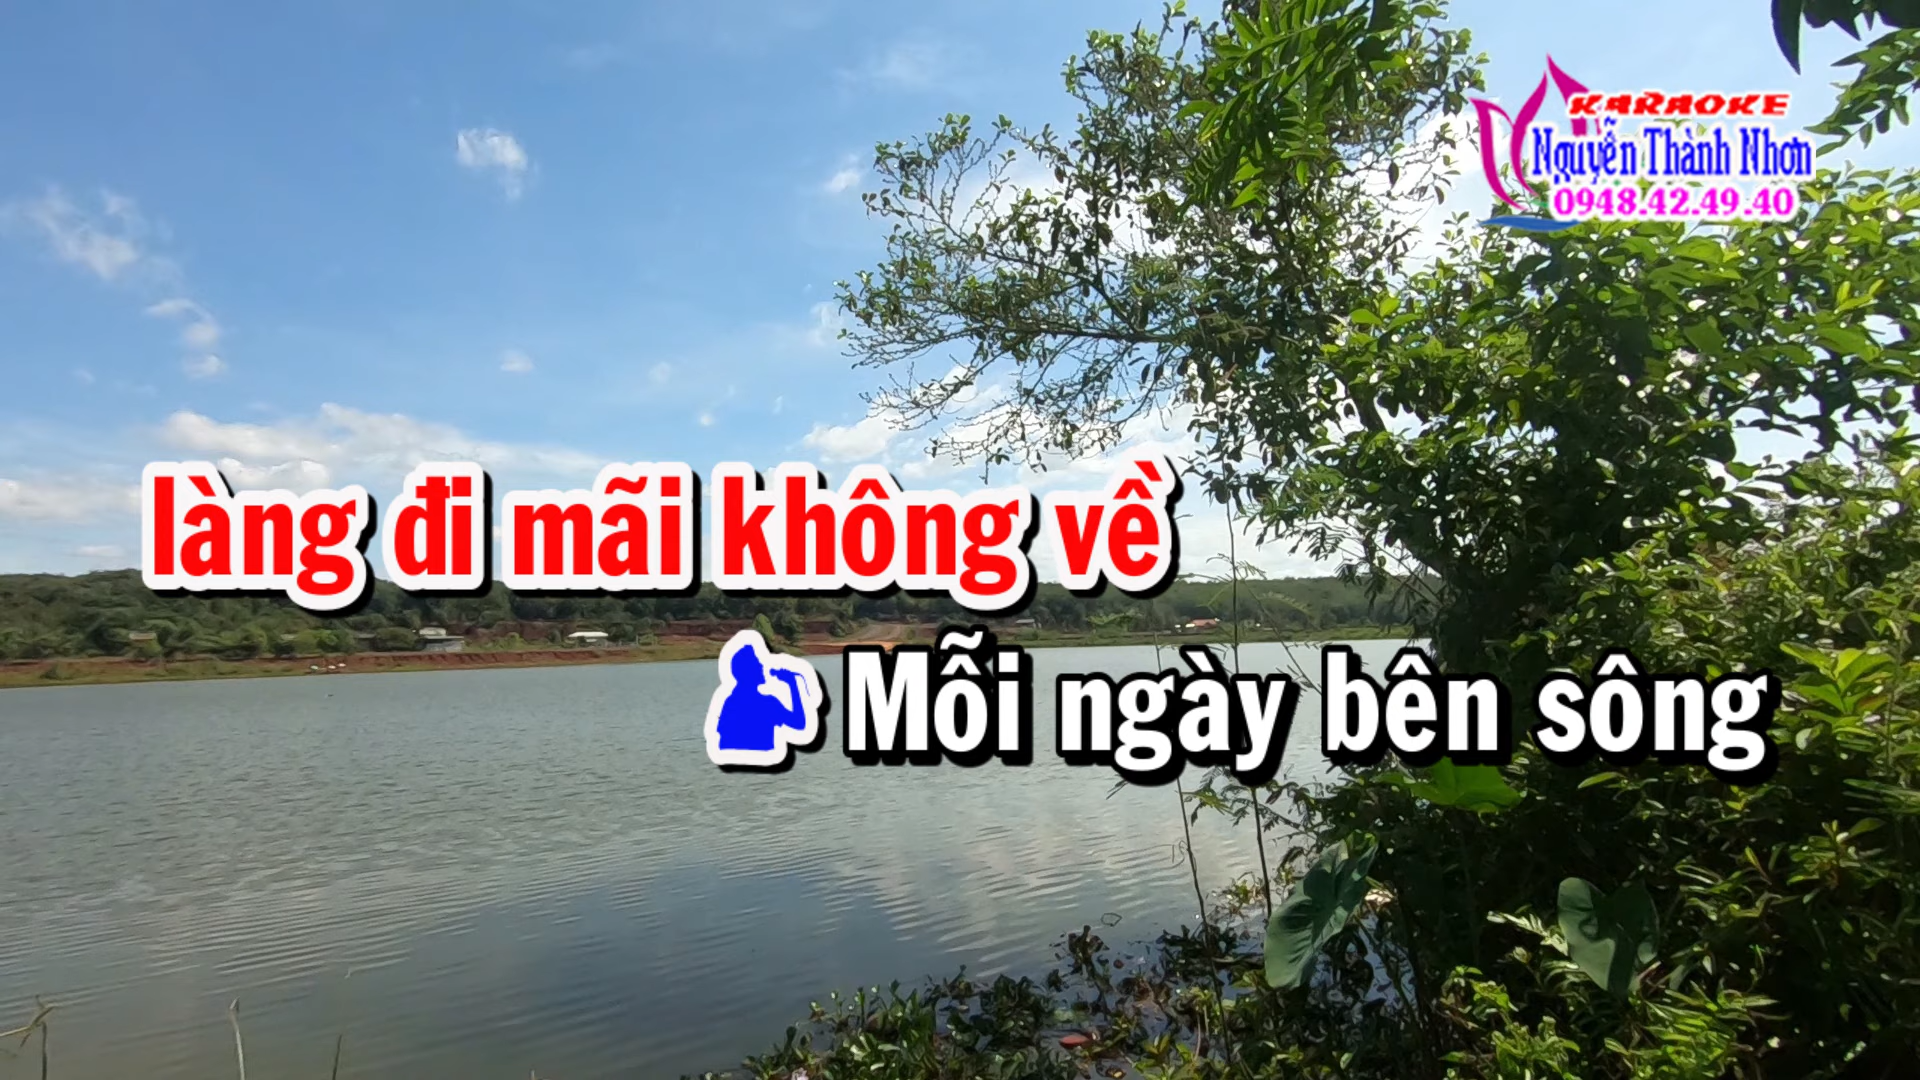 KARAOKE
Nguyễn Thành Nhơn
0948.42.49.40
làng đi mãi không về
Mỗi ngày bên sông